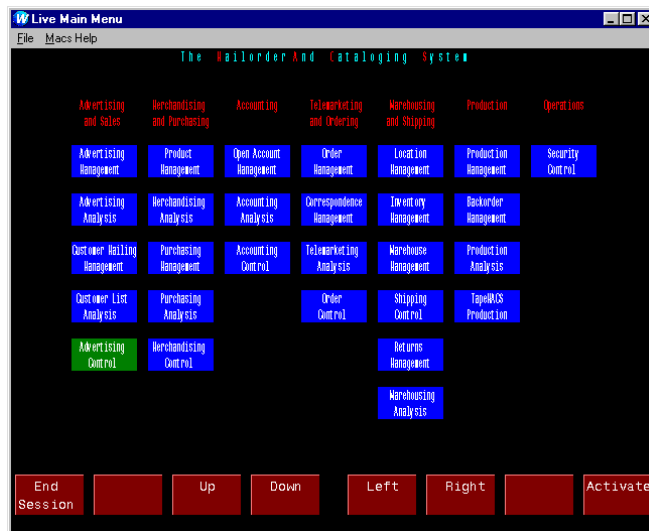 W Live Main Menu
File Macs Help
The Mailorder And Cataloging System
Advertising and Sales Merchandising and Purchasing Accounting Telemarketing and Ordering Warehousing and Shipping Production Operations
Advertising Management Product Management Open Account Management Order Management Location Management Production Management Security Control
Advertising Analysis Merchandising Analysis Accounting Analysis Correspondence Management Inventory Management Backorder Management
Customer Mailing Management Purchasing Management Accounting Control Telemarketing Analysis Warehouse Management Production Analysis
Customer List Analysis Purchasing Analysis Order Control Shipping Control TapeMACS Production
Advertising Control Merchandising Control Returns Management
Warehousing Analysis
End Session Up Down Left Right Activate